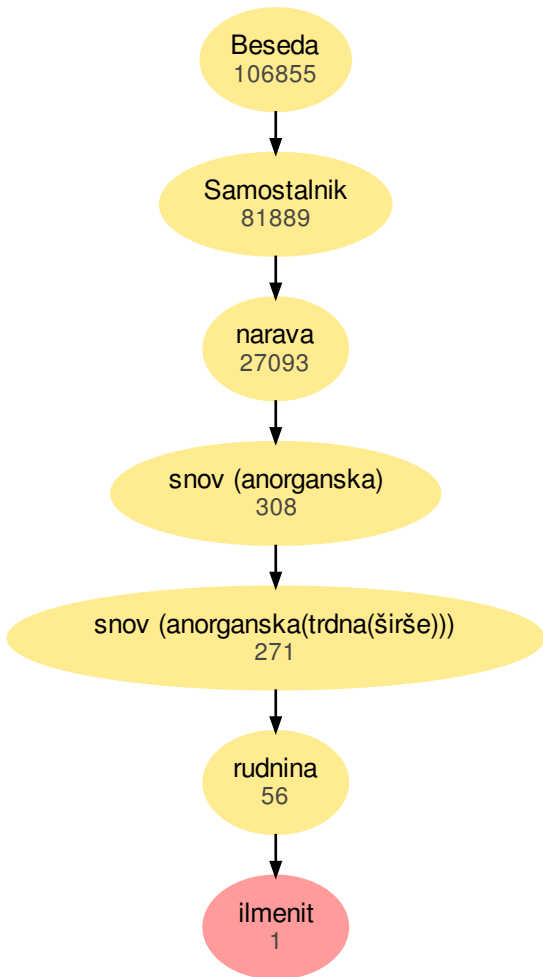 Beseda
106855
Samostalnik
81889
narava
27093
snov (anorganska)
308
snov (anorganska(trdna(širše)))
271
rudnina
56
ilmenit
1